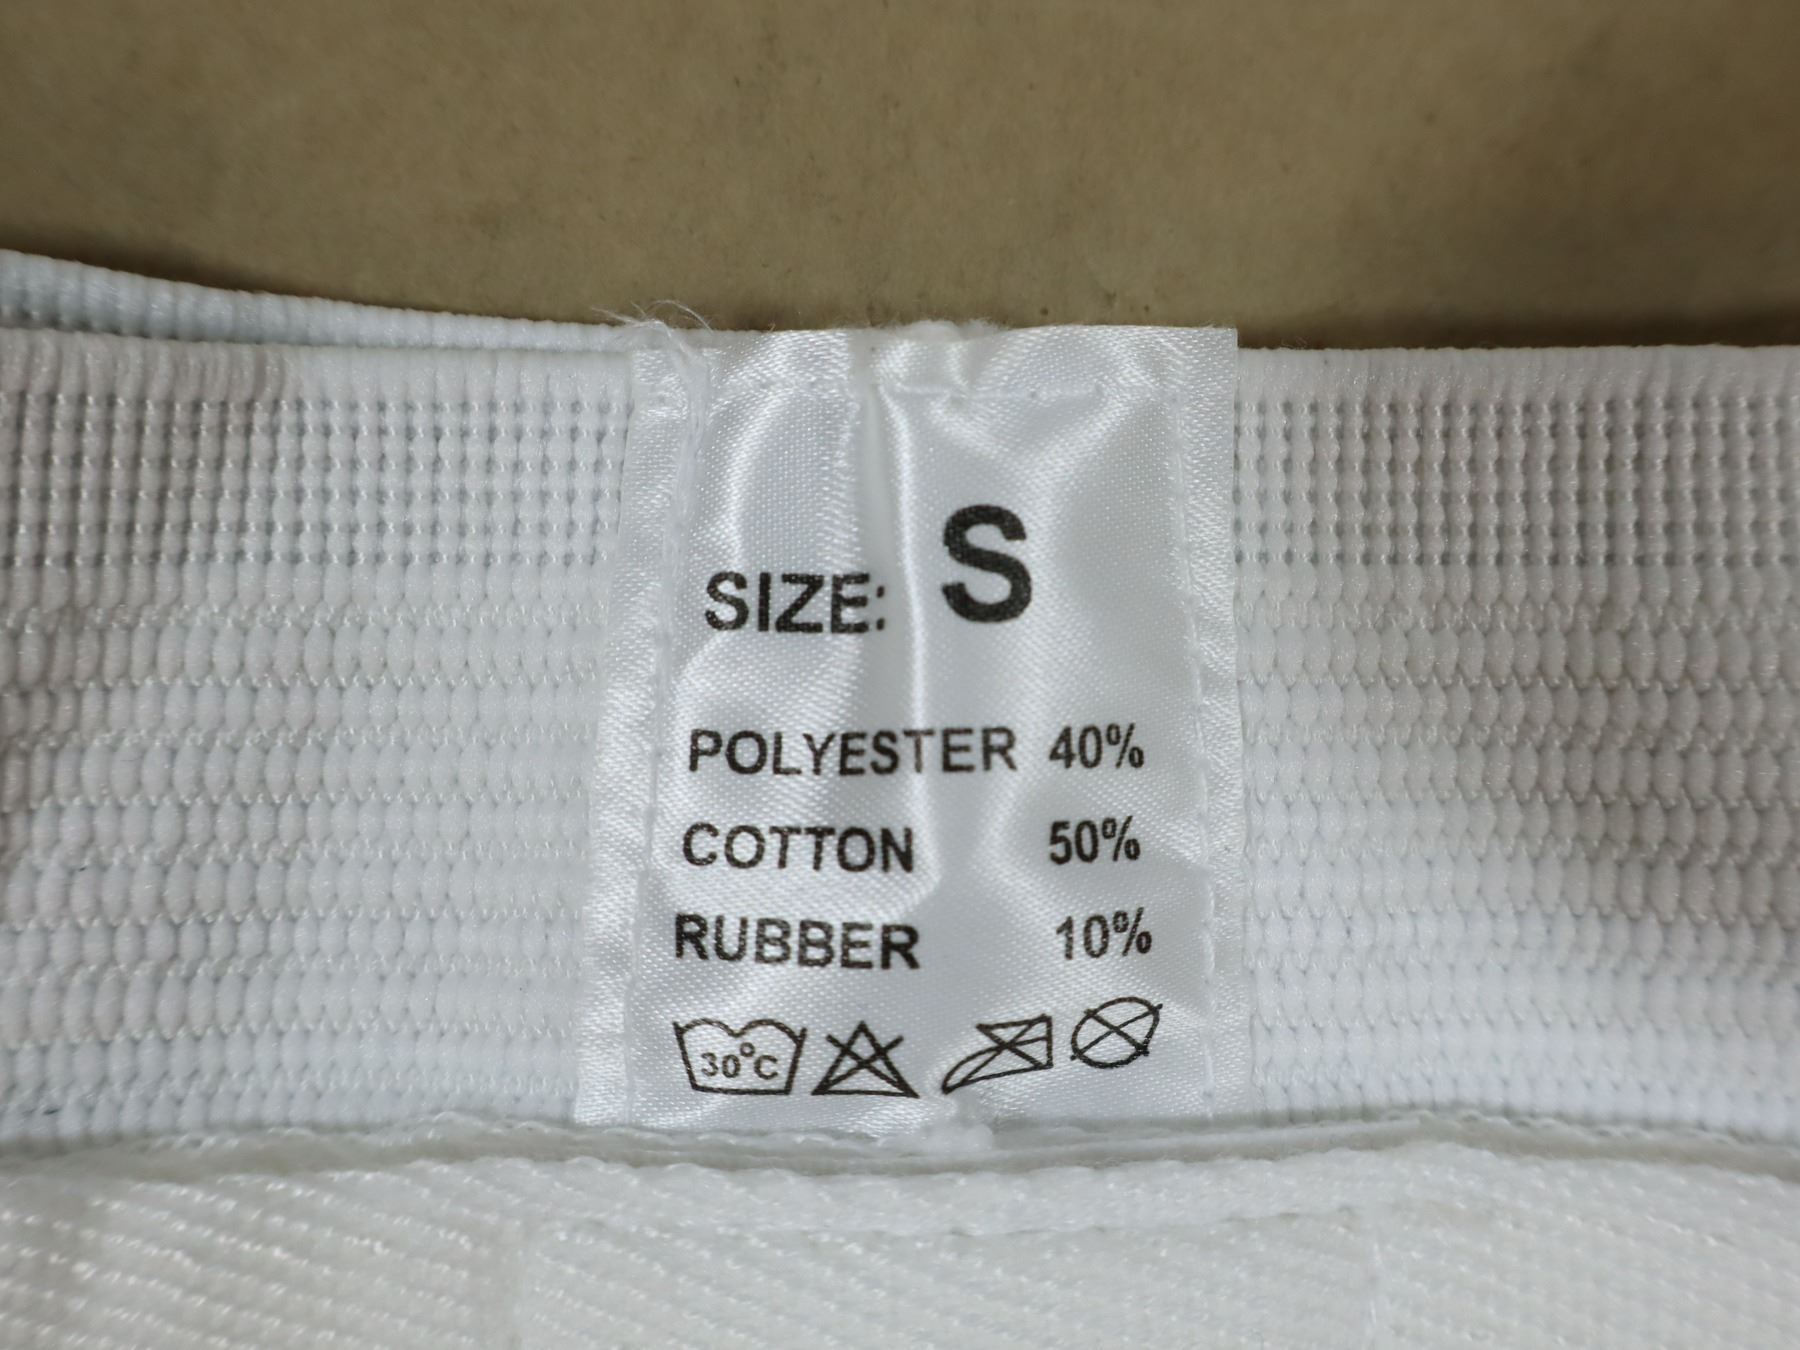 SIZE: S
POLYESTER 40%
COTTON 50%
RUBBER 10%
30°C